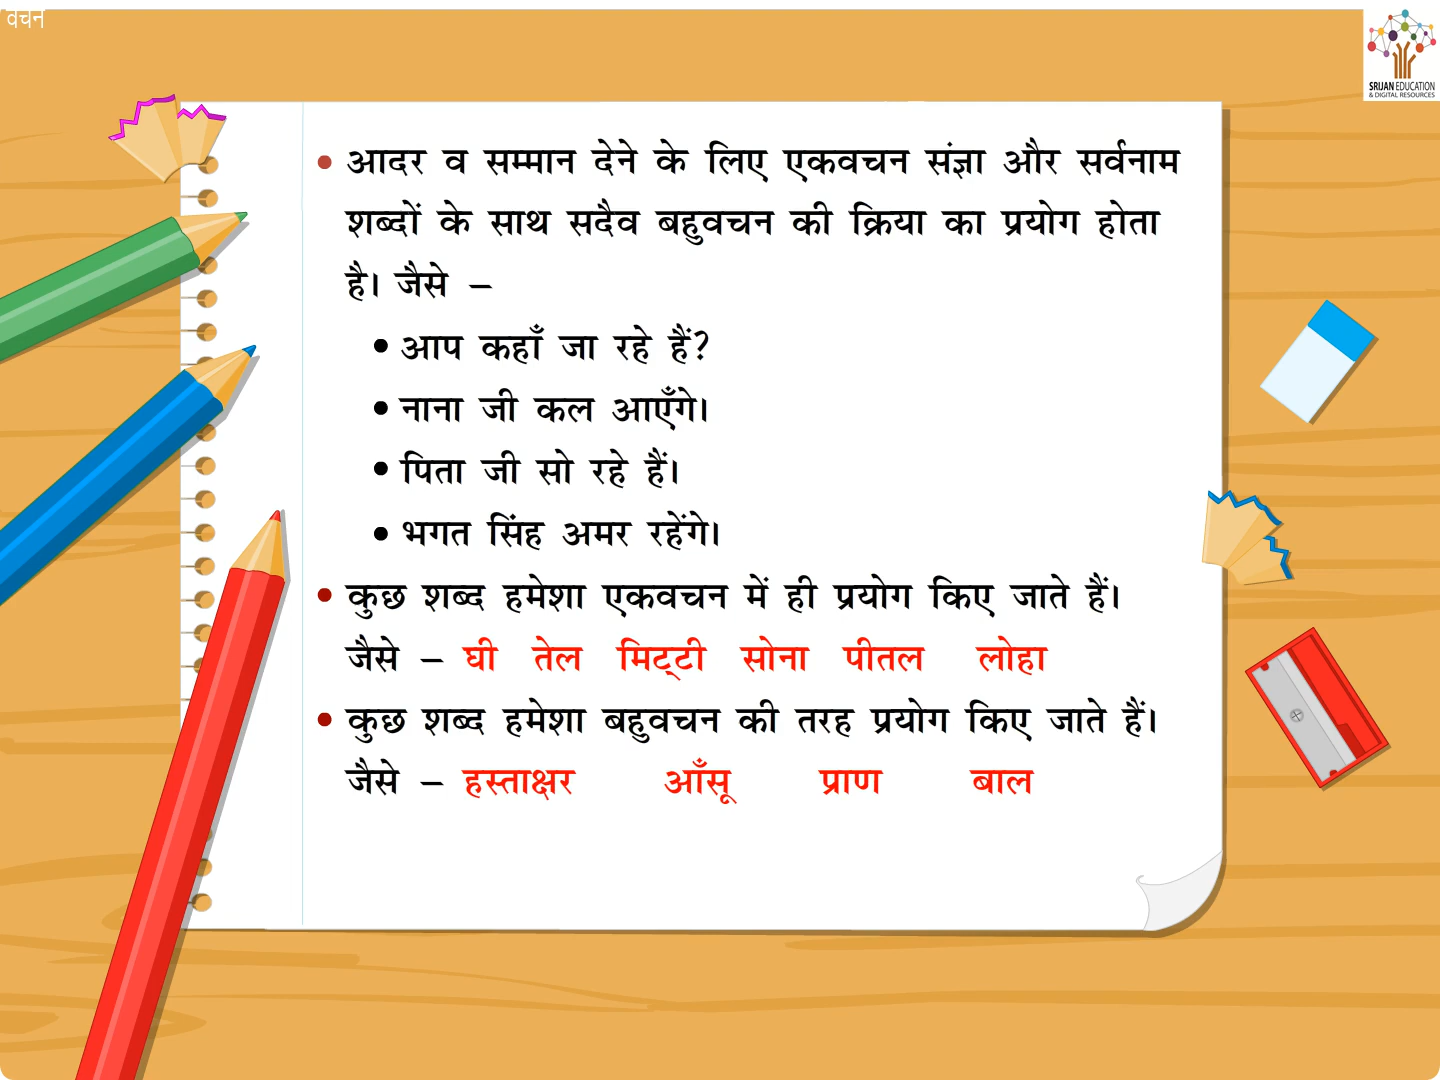 वचन
SRIJAN EDUCATION
& DIGITAL RESOURCES
• आदर व सम्मान देने के लिए एकवचन संज्ञा और सर्वनाम
शब्दों के साथ सदैव बहुवचन की क्रिया का प्रयोग होता
है। जैसे –
• आप कहाँ जा रहे हैं?
• नाना जी कल आएँगे।
• पिता जी सो रहे हैं।
• भगत सिंह अमर रहेंगे।
• कुछ शब्द हमेशा एकवचन में ही प्रयोग किए जाते हैं।
जैसे – घी तेल मिट्‌टी सोना पीतल लोहा
• कुछ शब्द हमेशा बहुवचन की तरह प्रयोग किए जाते हैं।
जैसे – हस्ताक्षर आँसू प्राण बाल